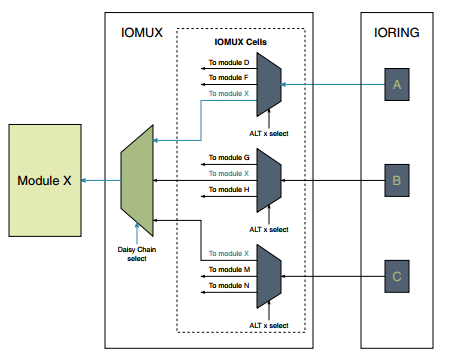 IOMUX
IORING
IOMUX Cells
To module D
To module F
To module X
A
ALT x select
To module G
To module X
To module H
B
ALT x select
Module X
Daisy Chain
select
To module X
To module M
To module N
C
ALT x select